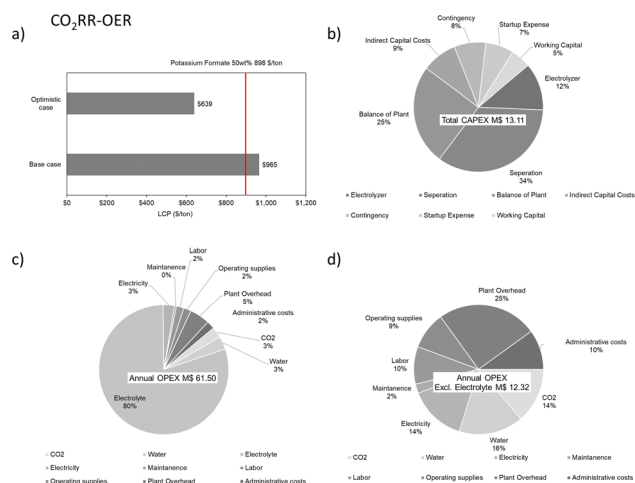 CO2RR-OER
a)
Potassium Formate 50wt% 898 $/ton
Optimistic
case
$639
Base case
$965
$0 $200 $400 $600 $800 $1,000 $1,200
LCP ($/ton)
b)
Contingency
8%
Startup Expense
7%
Indirect Capital Costs
9%
Working Capital
5%
Electrolyzer
12%
Balance of Plant
25%
Total CAPEX M$ 13.11
Seperation
34%
Electrolyzer Seperation Balance of Plant Indirect Capital Costs
Contingency Startup Expense Working Capital
c)
Labor
2%
Maintanence
0%
Operating supplies
2%
Electricity
3%
Plant Overhead
5%
Administrative costs
2%
CO2
3%
Water
3%
Annual OPEX M$ 61.50
Electrolyte
80%
CO2 Water Electrolyte
Electricity Maintanence Labor
Operating supplies Plant Overhead Administrative costs
d)
Plant Overhead
25%
Operating supplies
9%
Administrative costs
10%
Labor
10%
Annual OPEX
Excl. Electrolyte M$ 12.32
Maintanence
2%
CO2
14%
Electricity
14%
Water
16%
CO2 Water Electricity Maintanence
Labor Operating supplies Plant Overhead Administrative costs